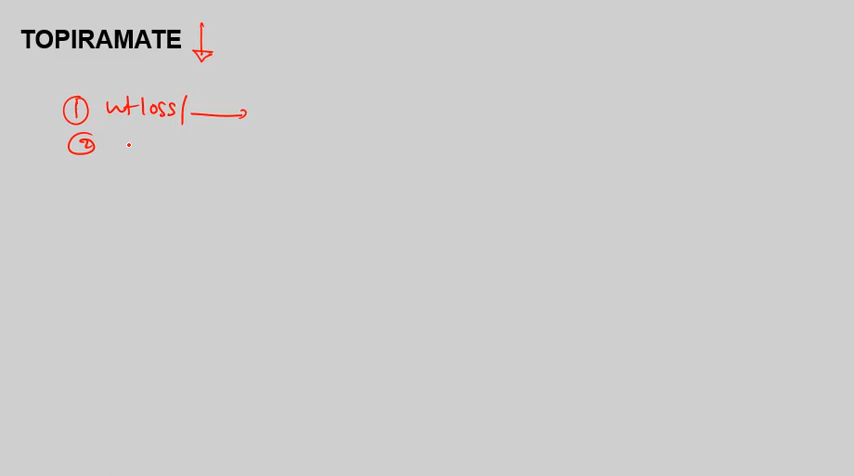 TOPIRAMATE ↓
① wt loss/ →
②